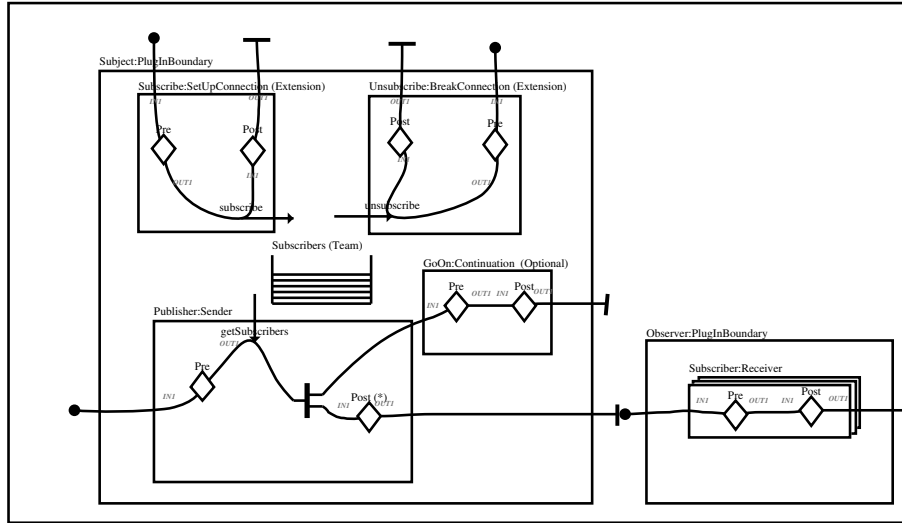 Subject:PlugInBoundary
Subscribe:SetUpConnection (Extension)
Unsubscribe:BreakConnection (Extension)
IN1
OUT1
OUT1
IN1
Pre
Post
Post
Pre
IN1
IN1
OUT1
OUT1
subscribe
unsubscribe
Subscribers (Team)
GoOn:Continuation (Optional)
Pre
Post
IN1
OUT1
IN1
OUT1
Publisher:Sender
getSubscribers
OUT1
Observer:PlugInBoundary
Pre
Subscriber:Receiver
IN1
Post (*)
IN1
OUT1
Pre
Post
IN1
OUT1
IN1
OUT1